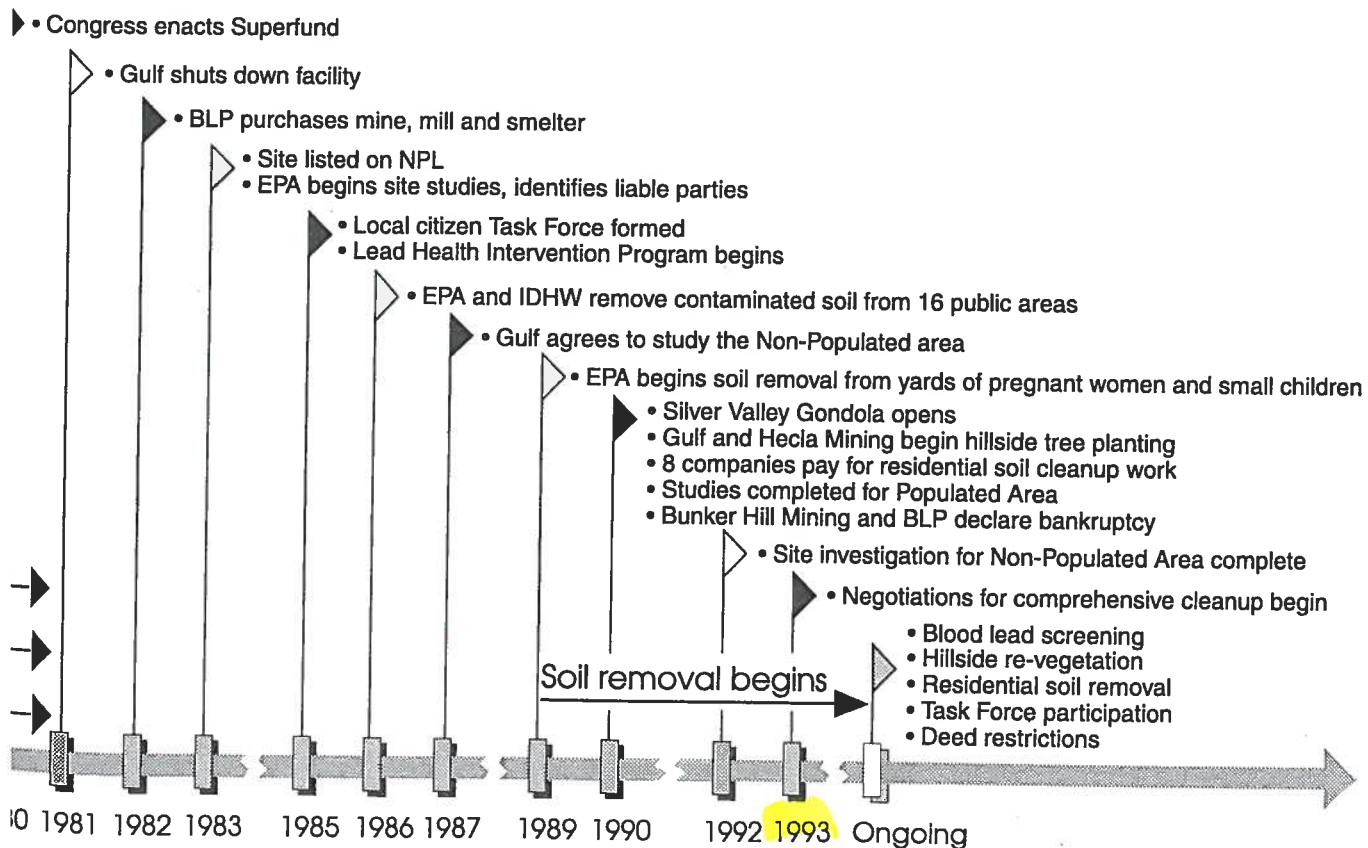 • Congress enacts Superfund
• Gulf shuts down facility
• BLP purchases mine, mill and smelter
• Site listed on NPL
• EPA begins site studies, identifies liable parties
• Local citizen Task Force formed
• Lead Health Intervention Program begins
• EPA and IDHW remove contaminated soil from 16 public areas
• Gulf agrees to study the Non-Populated area
• EPA begins soil removal from yards of pregnant women and small children
• Silver Valley Gondola opens
• Gulf and Hecla Mining begin hillside tree planting
• 8 companies pay for residential soil cleanup work
• Studies completed for Populated Area
• Bunker Hill Mining and BLP declare bankruptcy
• Site investigation for Non-Populated Area complete
• Negotiations for comprehensive cleanup begin
• Blood lead screening
• Hillside re-vegetation
• Residential soil removal
• Task Force participation
• Deed restrictions
Soil removal begins
1981 1982 1983 1985 1986 1987 1989 1990 1992 1993 Ongoing